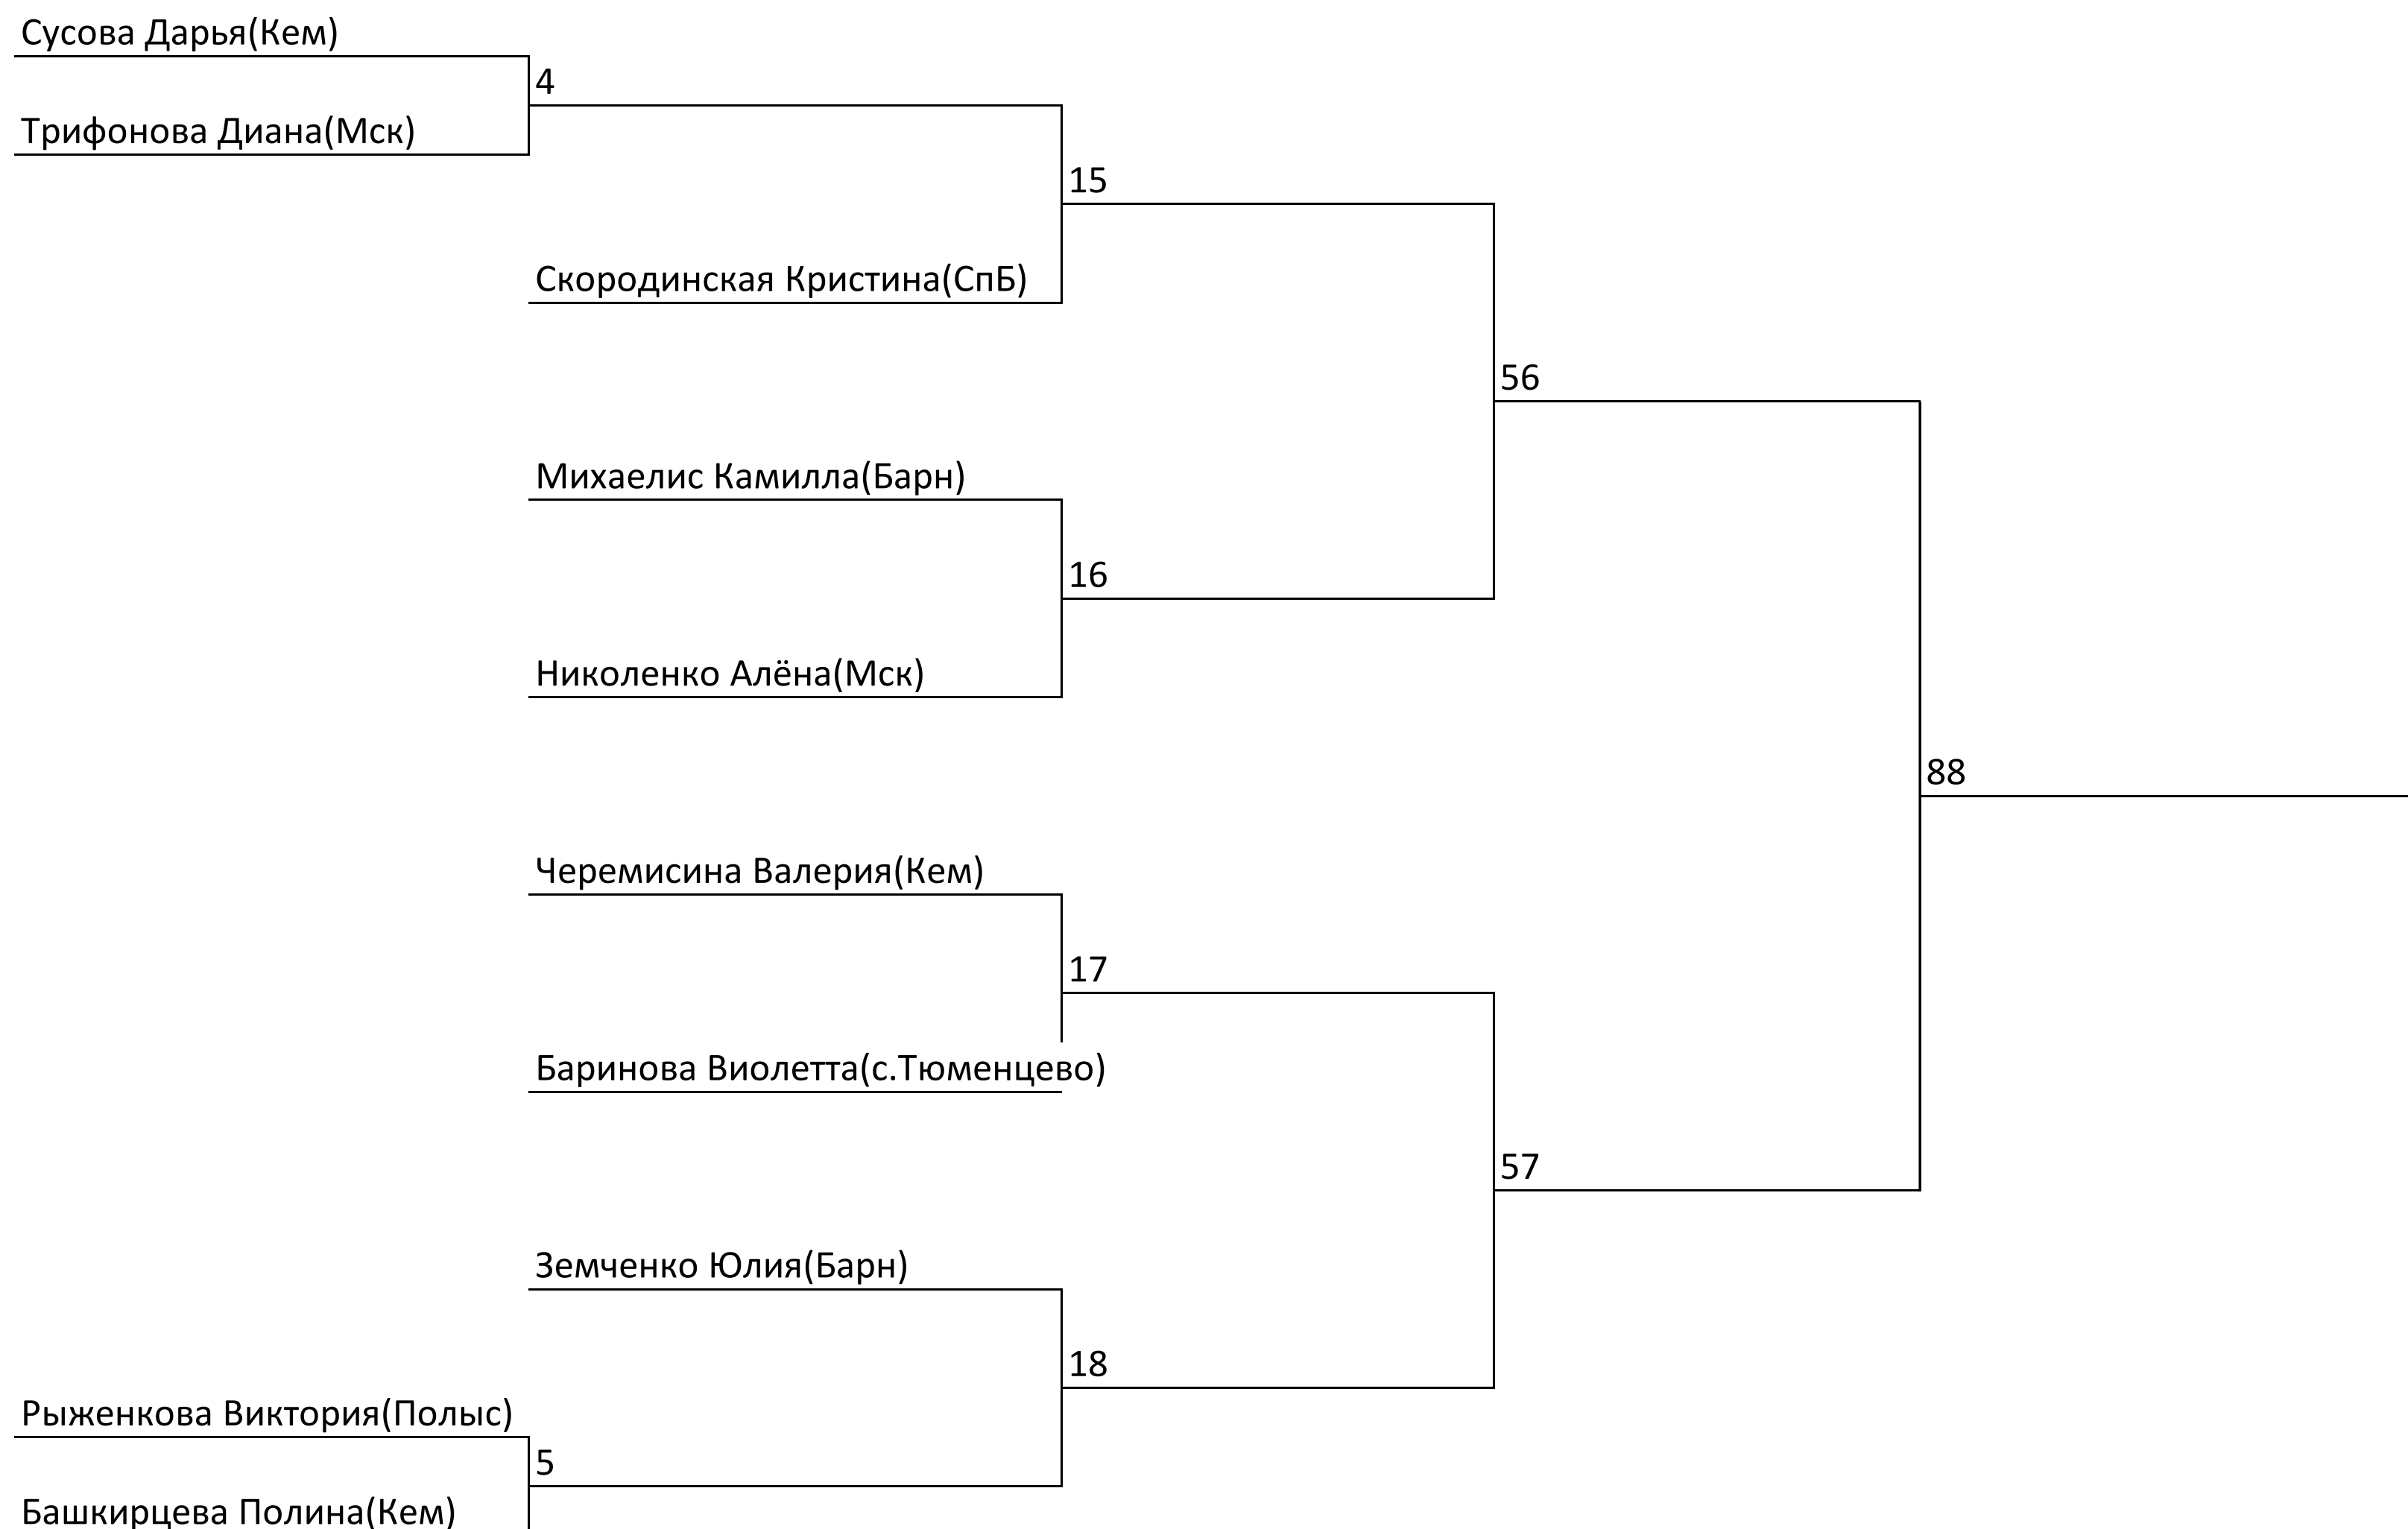 Сусова Дарья(Кем)
4
Трифонова Диана(Мск)
15
Скородинская Кристина(СпБ)
56
Михаелис Камилла(Барн)
16
Николенко Алёна(Мск)
88
Черемисина Валерия(Кем)
17
Баринова Виолетта(с.Тюменцево)
57
Земченко Юлия(Барн)
18
Рыженкова Виктория(Полыс)
5
Башкирцева Полина(Кем)